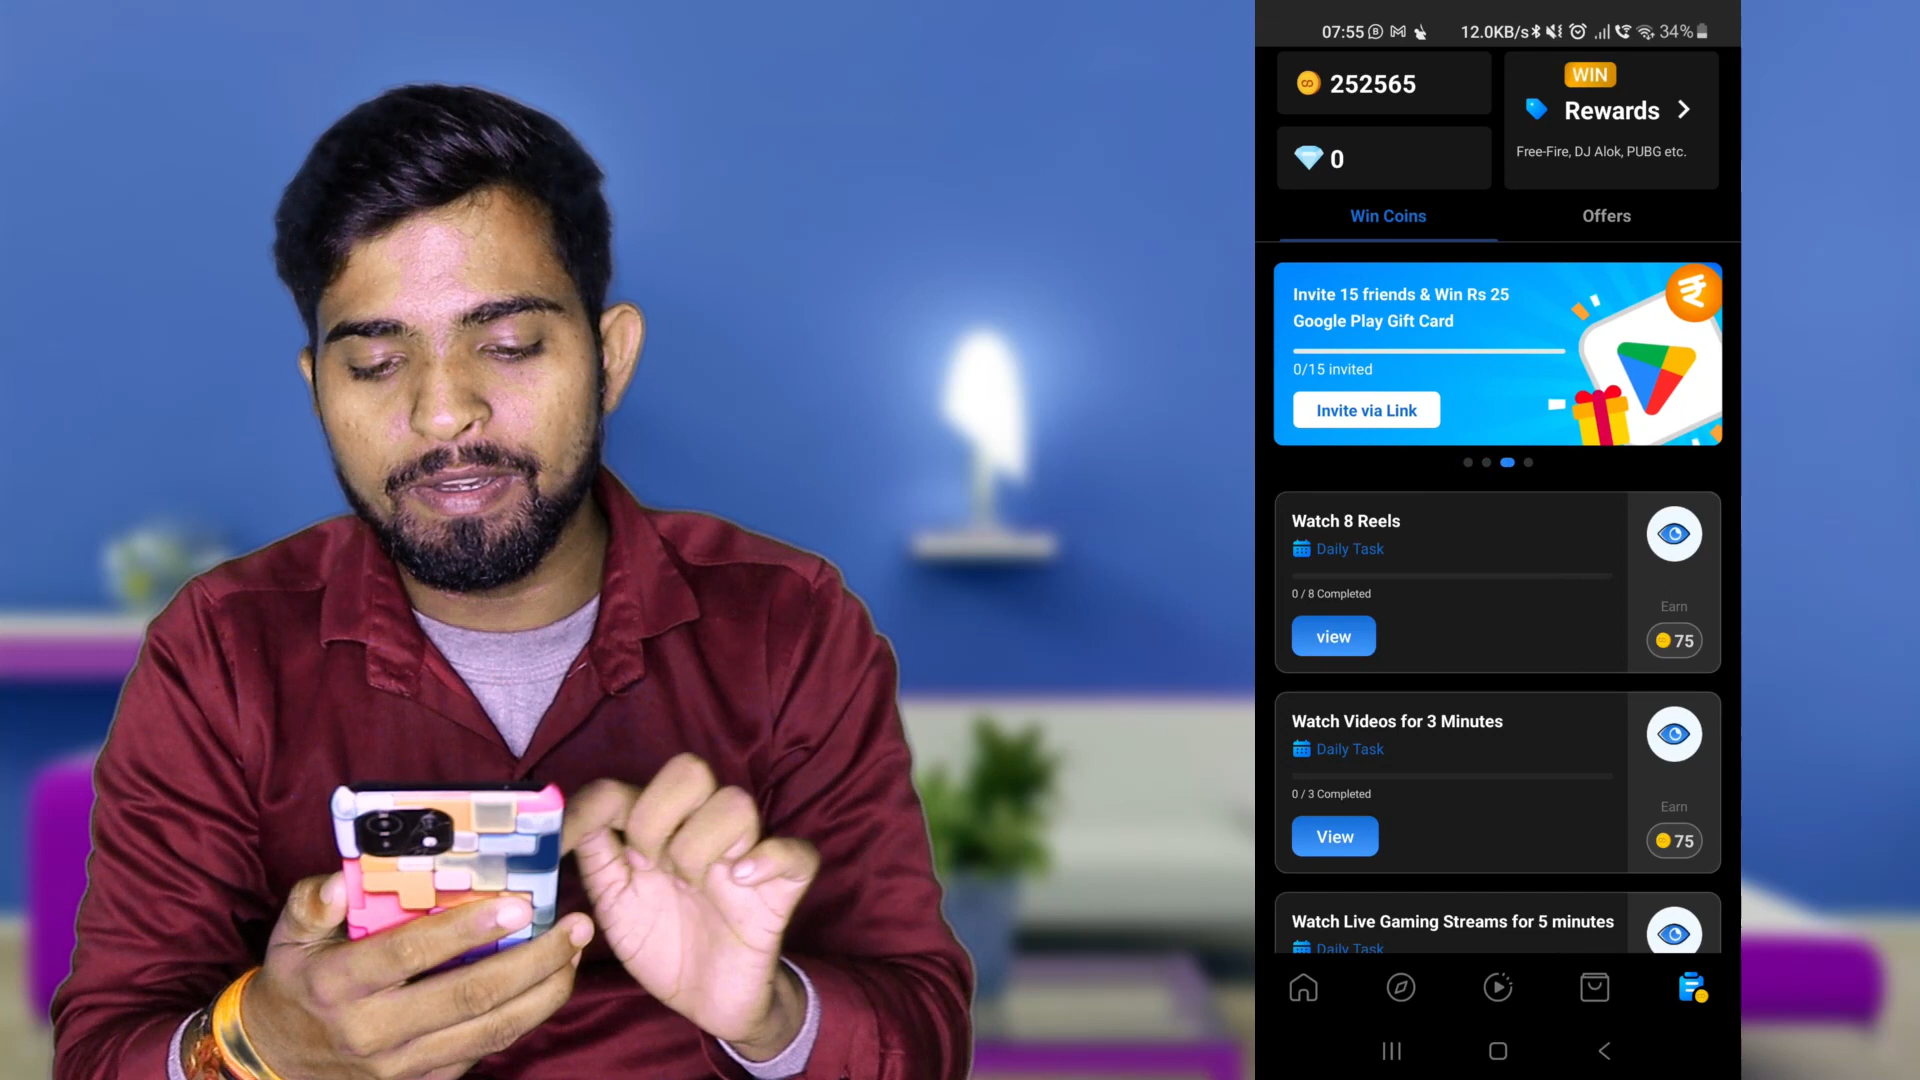 07:55
12.0KB/s
34%
252565
0
WIN
Rewards
Free-Fire, DJ Alok, PUBG etc.
Win Coins
Offers
Invite 15 friends & Win Rs 25
Google Play Gift Card
₹
0/15 invited
Invite via Link
Watch 8 Reels
Daily Task
0 / 8 Completed
view
Earn
75
Watch Videos for 3 Minutes
Daily Task
0 / 3 Completed
View
Earn
75
Watch Live Gaming Streams for 5 minutes
Daily Task